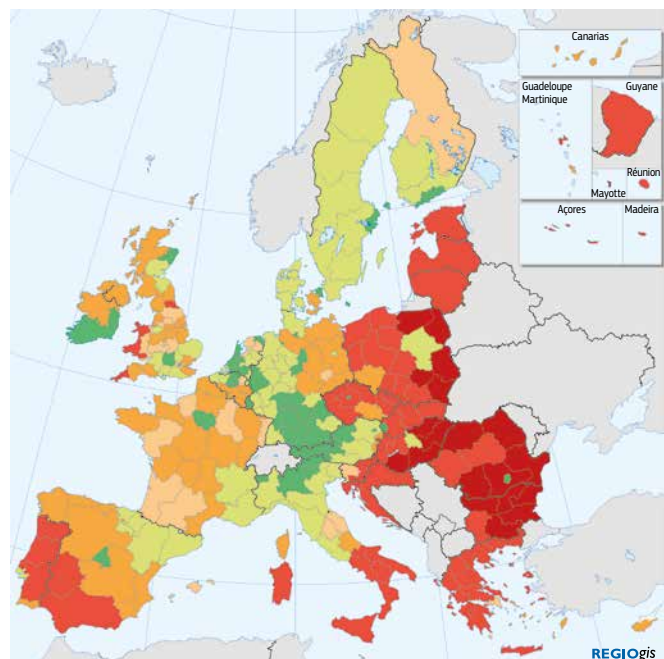 Canarias
Guadeloupe
Martinique
Guyane
Réunion
Mayotte
Açores
Madeira
REGIOgis